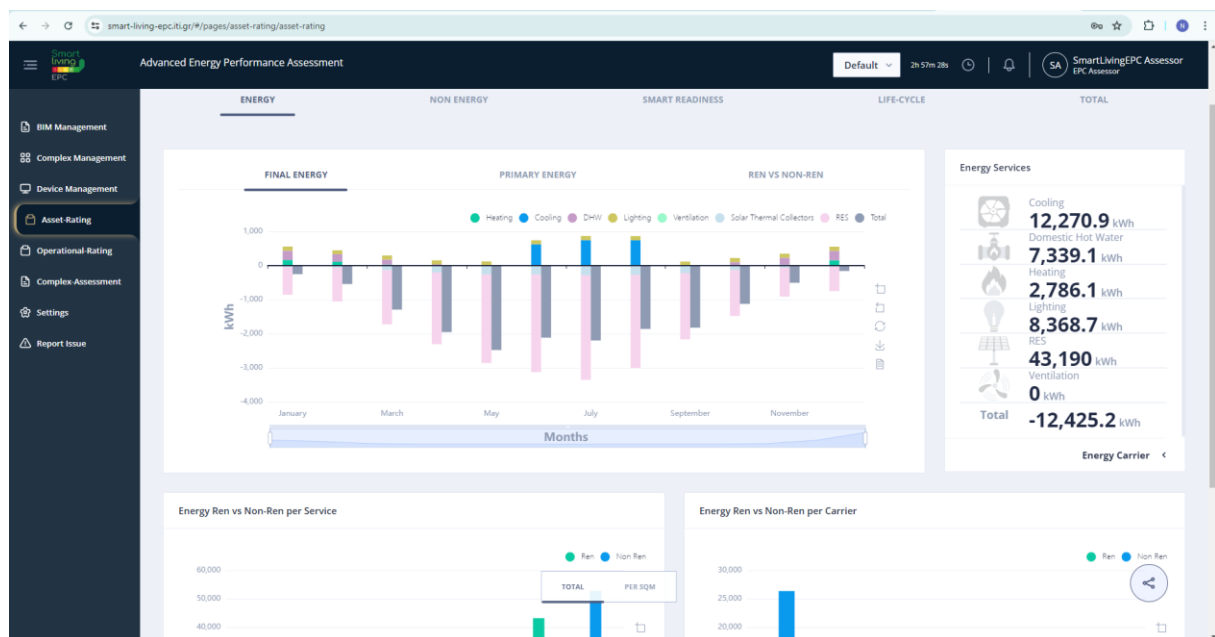 smart-living-epc.iti.gr/#/pages/asset-rating/asset-rating
N
Smart
living
EPC
Advanced Energy Performance Assessment
Default
2h 57m 28s
SA
SmartLivingEPC Assessor
EPC Assessor
BIM Management
Complex Management
Device Management
Asset-Rating
Operational-Rating
Complex-Assessment
Settings
Report Issue
ENERGY NON ENERGY SMART READINESS LIFE-CYCLE TOTAL
FINAL ENERGY PRIMARY ENERGY REN VS NON-REN
Heating Cooling DHW Lighting Ventilation Solar Thermal Collectors RES Total
1,000
0
-1,000
-2,000
-3,000
-4,000
kWh
January March May July September November
Months
Energy Services
Cooling
12,270.9 kWh
Domestic Hot Water
7,339.1 kWh
Heating
2,786.1 kWh
Lighting
8,368.7 kWh
RES
43,190 kWh
Ventilation
0 kWh
Total -12,425.2 kWh
Energy Carrier
Energy Ren vs Non-Ren per Service
Ren Non Ren
60,000
50,000
40,000
TOTAL PER SQM
Energy Ren vs Non-Ren per Carrier
Ren Non Ren
30,000
25,000
20,000